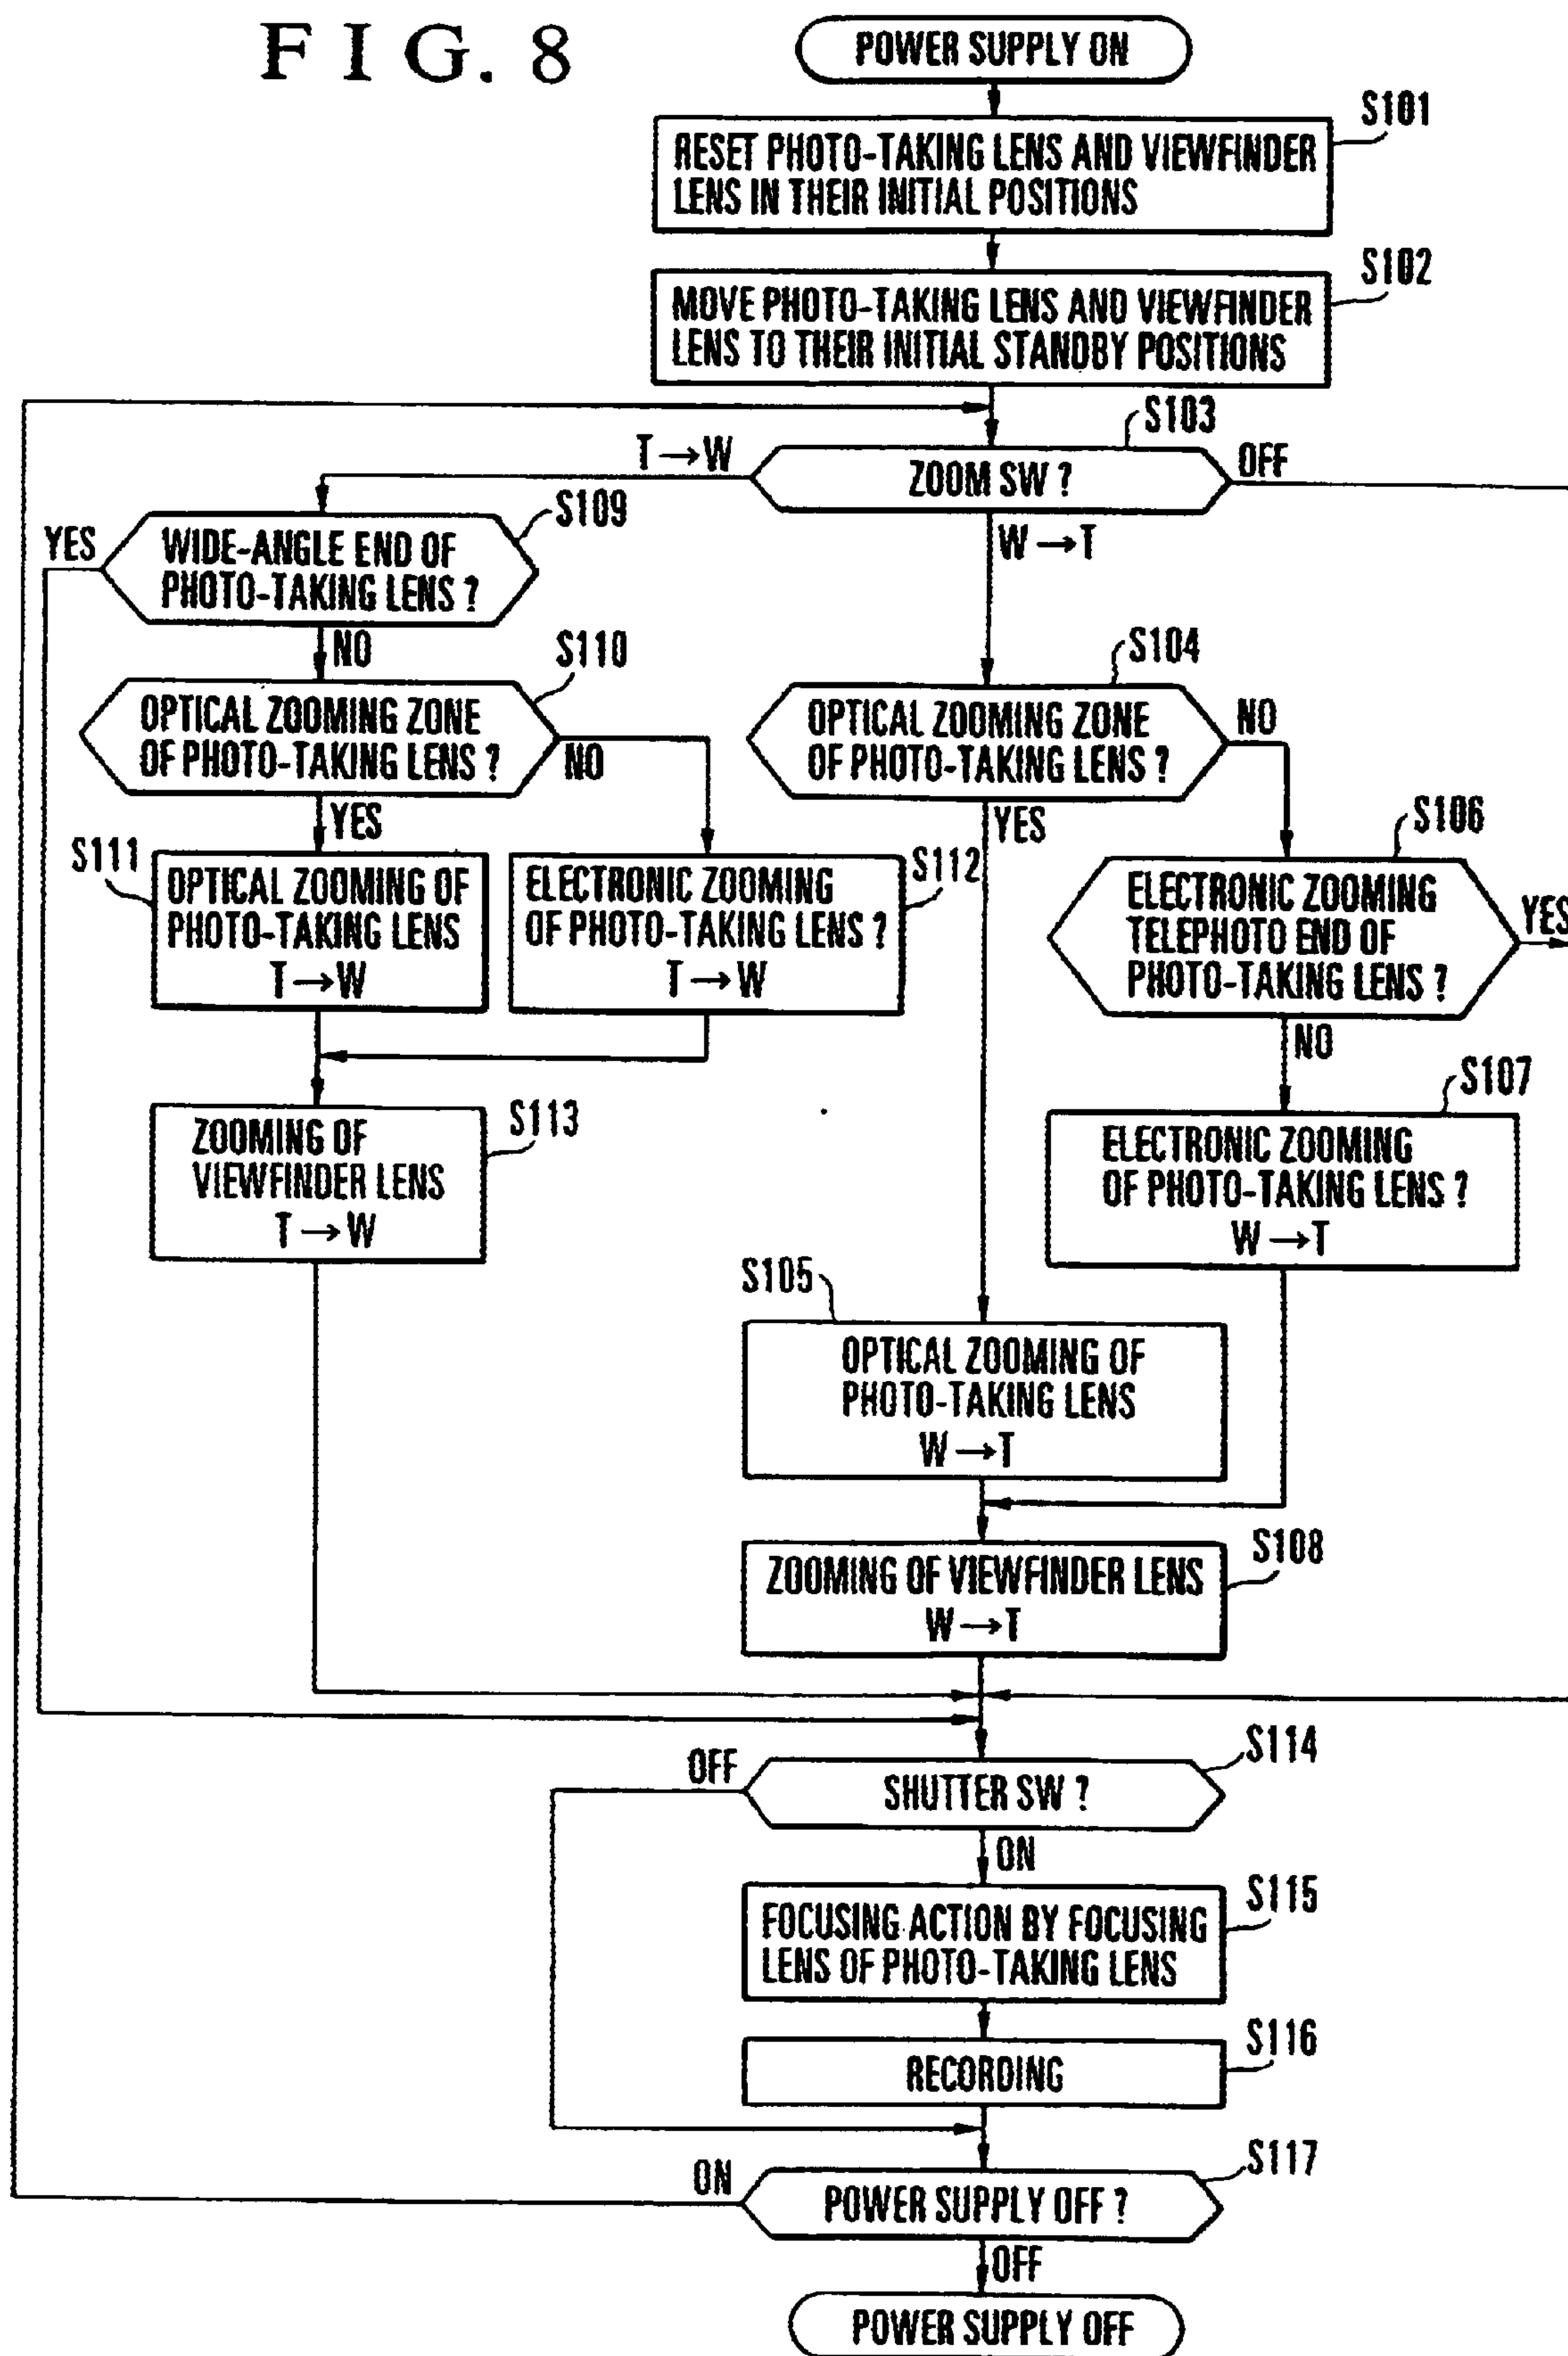 FIG. 8
POWER SUPPLY ON
S101
RESET PHOTO-TAKING LENS AND VIEWFINDER
LENS IN THEIR INITIAL POSITIONS
S102
MOVE PHOTO-TAKING LENS AND VIEWFINDER
LENS TO THEIR INITIAL STANDBY POSITIONS
S103
T→W
ZOOM SW ?
OFF
W→T
S109
YES
WIDE-ANGLE END OF
PHOTO-TAKING LENS ?
NO
S110
OPTICAL ZOOMING ZONE
OF PHOTO-TAKING LENS ?
NO
YES
S104
OPTICAL ZOOMING ZONE
OF PHOTO-TAKING LENS ?
NO
YES
S111
OPTICAL ZOOMING OF
PHOTO-TAKING LENS
T→W
S112
ELECTRONIC ZOOMING
OF PHOTO-TAKING LENS ?
T→W
S106
ELECTRONIC ZOOMING
TELEPHOTO END OF
PHOTO-TAKING LENS ?
YES
NO
S113
ZOOMING OF
VIEWFINDER LENS
T→W
S107
ELECTRONIC ZOOMING
OF PHOTO-TAKING LENS ?
W→T
S105
OPTICAL ZOOMING OF
PHOTO-TAKING LENS
W→T
S108
ZOOMING OF VIEWFINDER LENS
W→T
S114
OFF
SHUTTER SW ?
ON
S115
FOCUSING ACTION BY FOCUSING
LENS OF PHOTO-TAKING LENS
S116
RECORDING
S117
ON
POWER SUPPLY OFF ?
OFF
POWER SUPPLY OFF